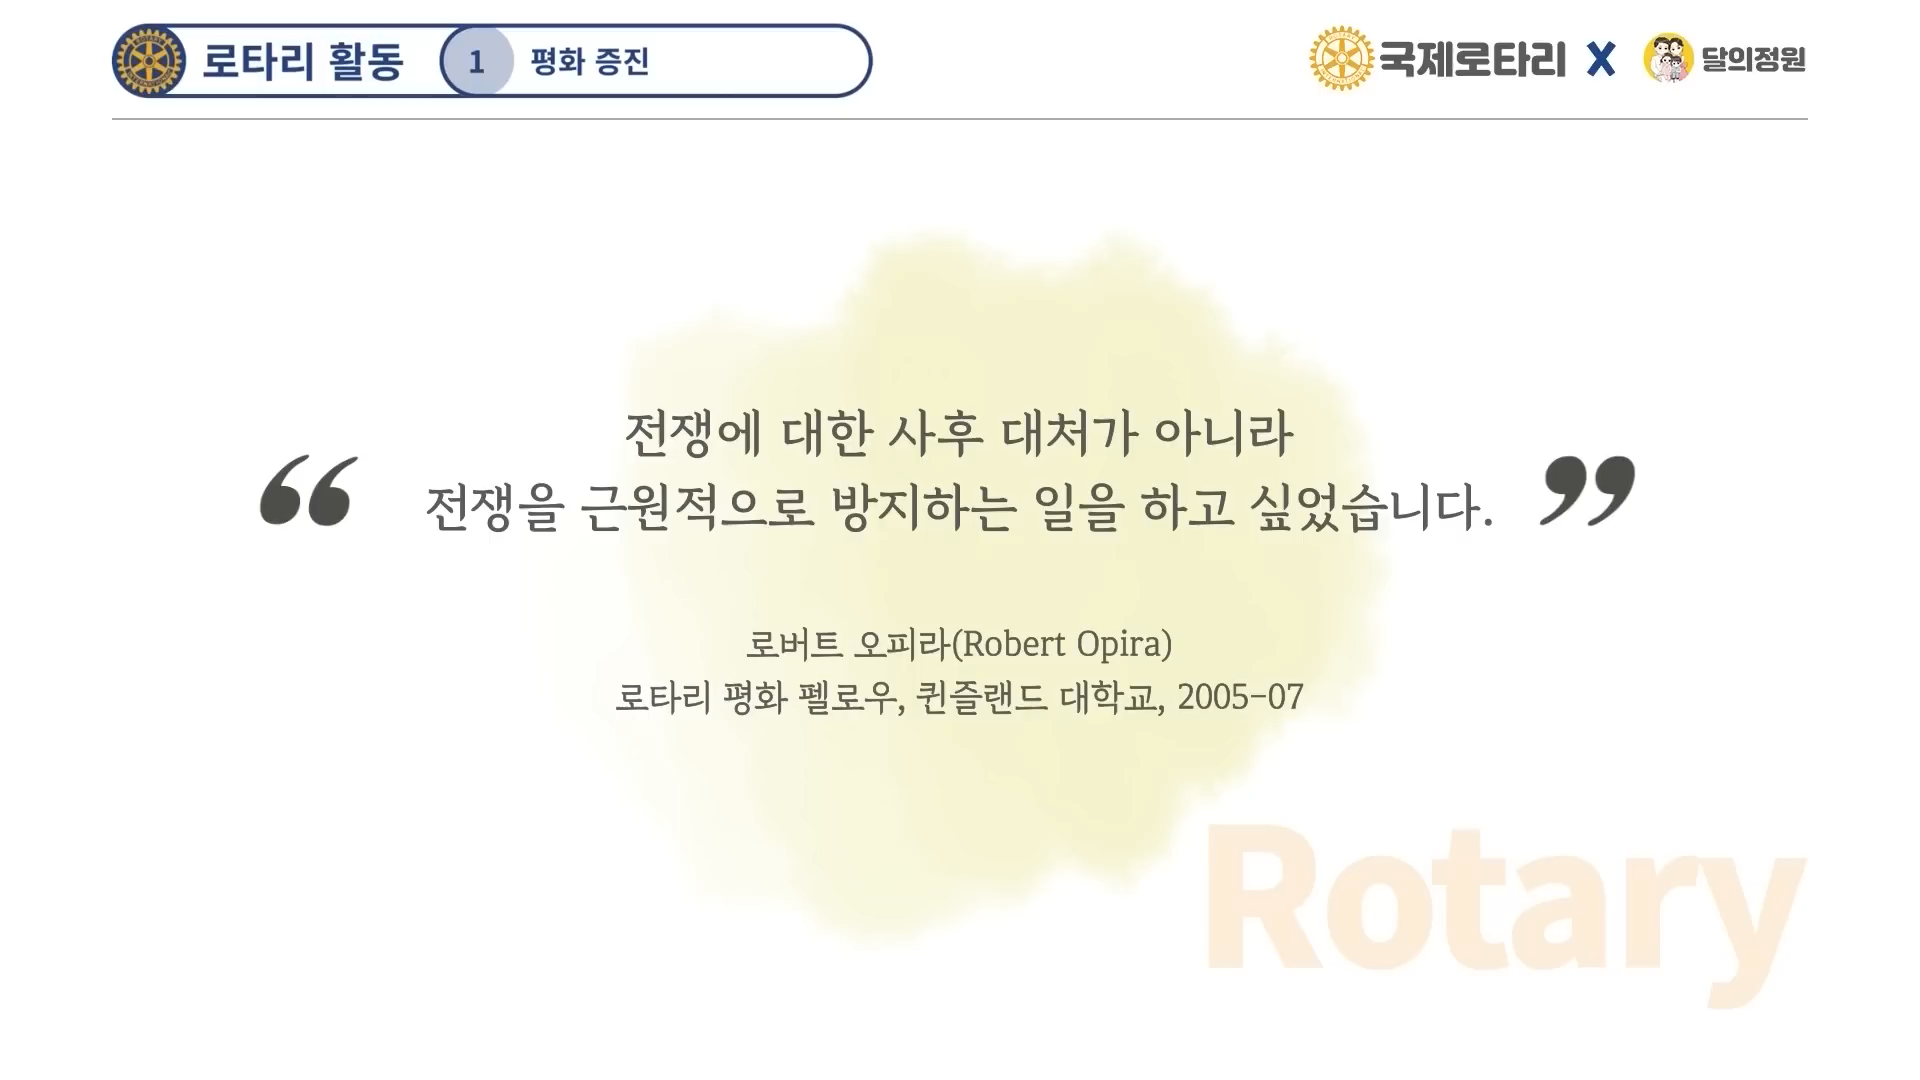 로타리 활동
1
평화 증진
국제로타리 X 달의정원
“
전쟁에 대한 사후 대처가 아니라
전쟁을 근원적으로 방지하는 일을 하고 싶었습니다.
”
로버트 오피라(Robert Opira)
로타리 평화 펠로우, 퀸즐랜드 대학교, 2005-07
Rotary